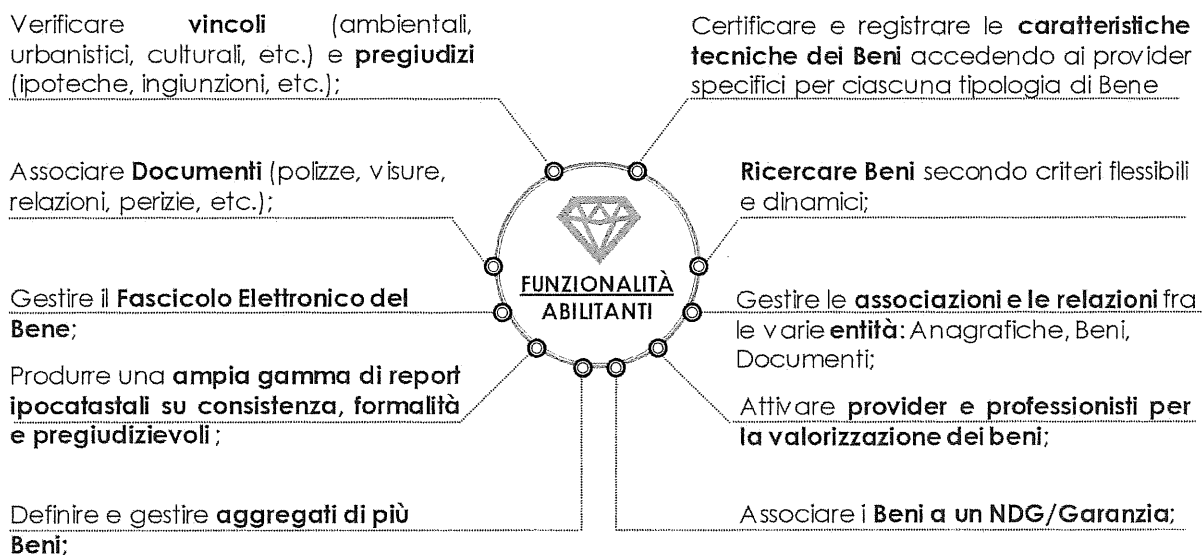 Verificare vincoli (ambientali,
urbanistici, culturali, etc.) e pregiudizi
(ipoteche, ingiunzioni, etc.);
Associare Documenti (polizze, visure,
relazioni, perizie, etc.);
Gestire il Fascicolo Elettronico del
Bene;
Produrre una ampia gamma di report
ipocatastali su consistenza, formalità
e pregiudizievoli;
Definire e gestire aggregati di più
Beni;
FUNZIONALITÀ
ABILITANTI
Certificare e registrare le caratteristiche
tecniche dei Beni accedendo ai provider
specifici per ciascuna tipologia di Bene
Ricercare Beni secondo criteri flessibili
e dinamici;
Gestire le associazioni e le relazioni fra
le varie entità: Anagrafiche, Beni,
Documenti;
Attivare provider e professionisti per
la valorizzazione dei beni;
Associare i Beni a un NDG/Garanzia;